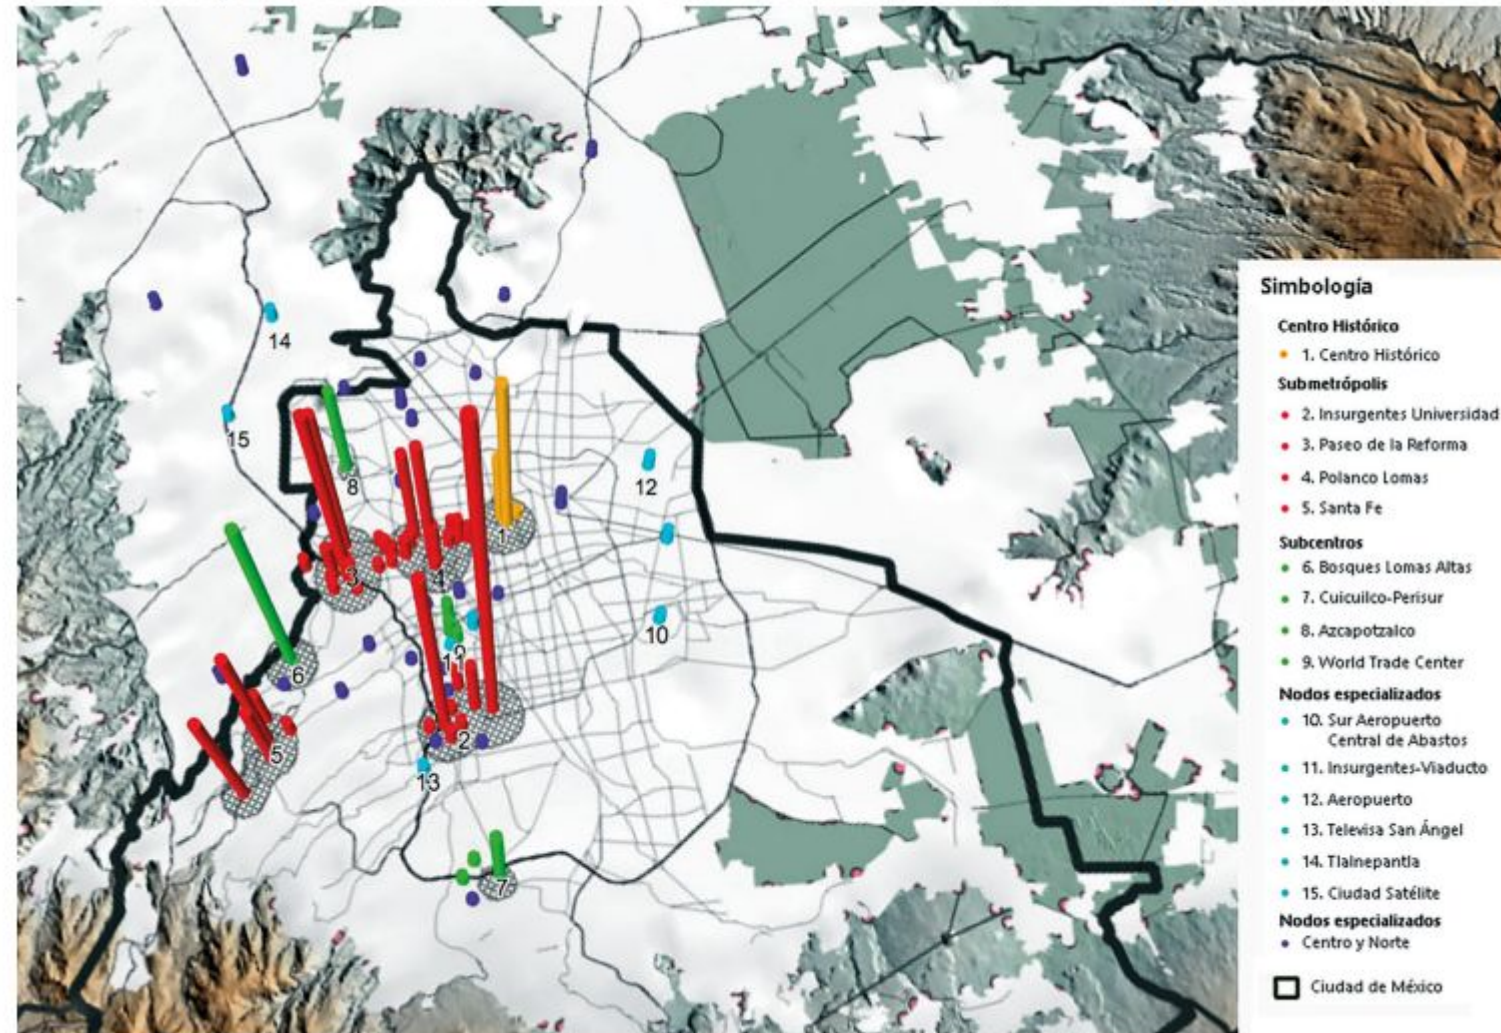 14
15
8
12
1
3
4
10
9
11
6
2
5
13
7
Simbología
Centro Histórico
1. Centro Histórico
Submetrópolis
2. Insurgentes Universidad
3. Paseo de la Reforma
4. Polanco Lomas
5. Santa Fe
Subcentros
6. Bosques Lomas Altas
7. Cuicuilco-Perisur
8. Azcapotzalco
9. World Trade Center
Nodos especializados
10. Sur Aeropuerto
Central de Abastos
11. Insurgentes-Viaducto
12. Aeropuerto
13. Televisa San Ángel
14. Tlalnepantla
15. Ciudad Satélite
Nodos especializados
Centro y Norte
Ciudad de México